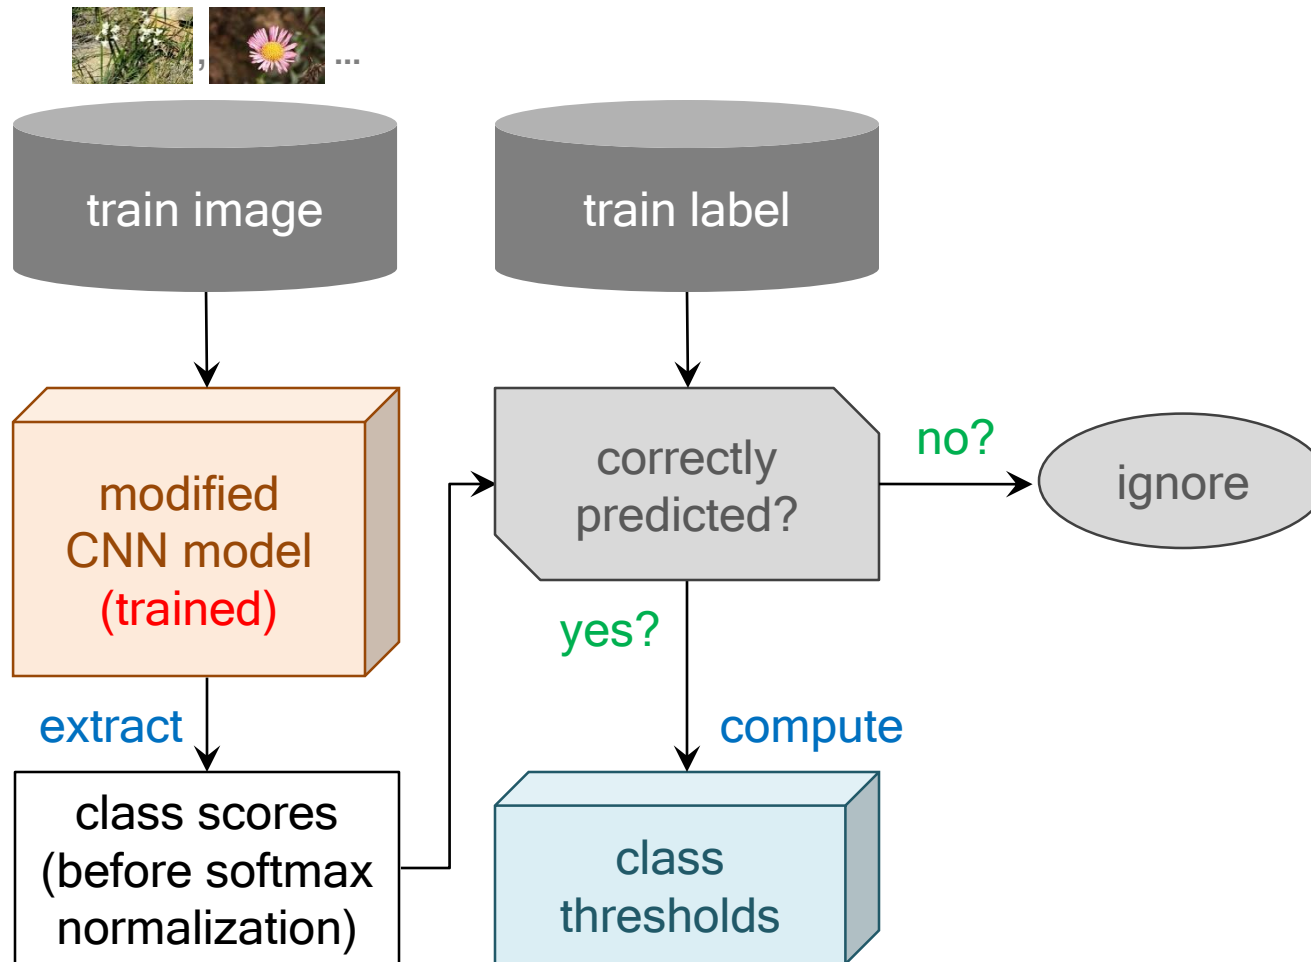 , ...
train image
train label
modified
CNN model
(trained)
correctly
predicted?
no?
ignore
yes?
extract
compute
class scores
(before softmax
normalization)
class
thresholds